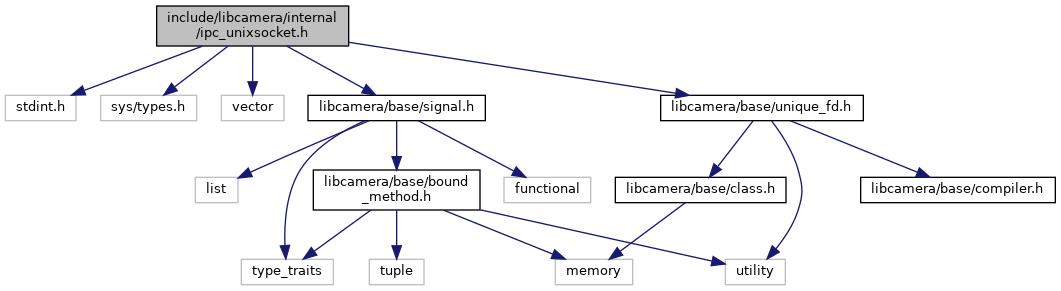 include/libcamera/internal
/ipc_unixsocket.h
stdint.h
sys/types.h
vector
libcamera/base/signal.h
libcamera/base/unique_fd.h
list
libcamera/base/bound
_method.h
functional
libcamera/base/class.h
libcamera/base/compiler.h
type_traits
tuple
memory
utility